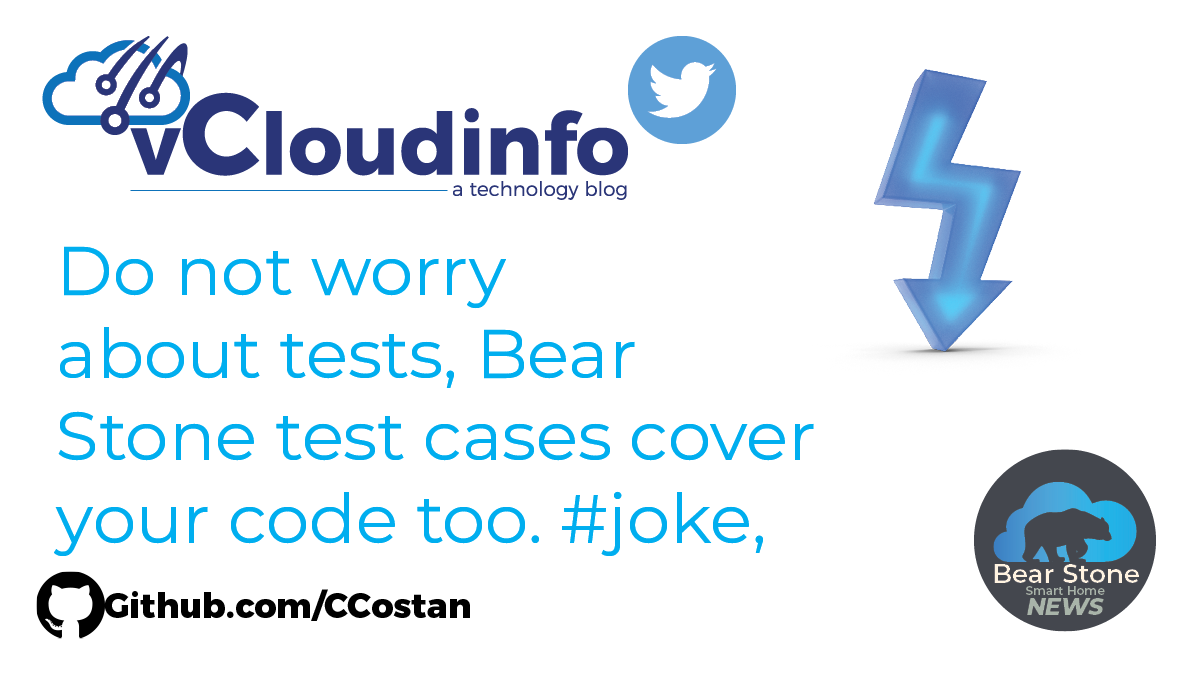 vCloudinfo
a technology blog
Do not worry
about tests, Bear
Stone test cases cover
your code too. #joke,
Github.com/CCostan
Bear Stone
Smart Home
NEWS